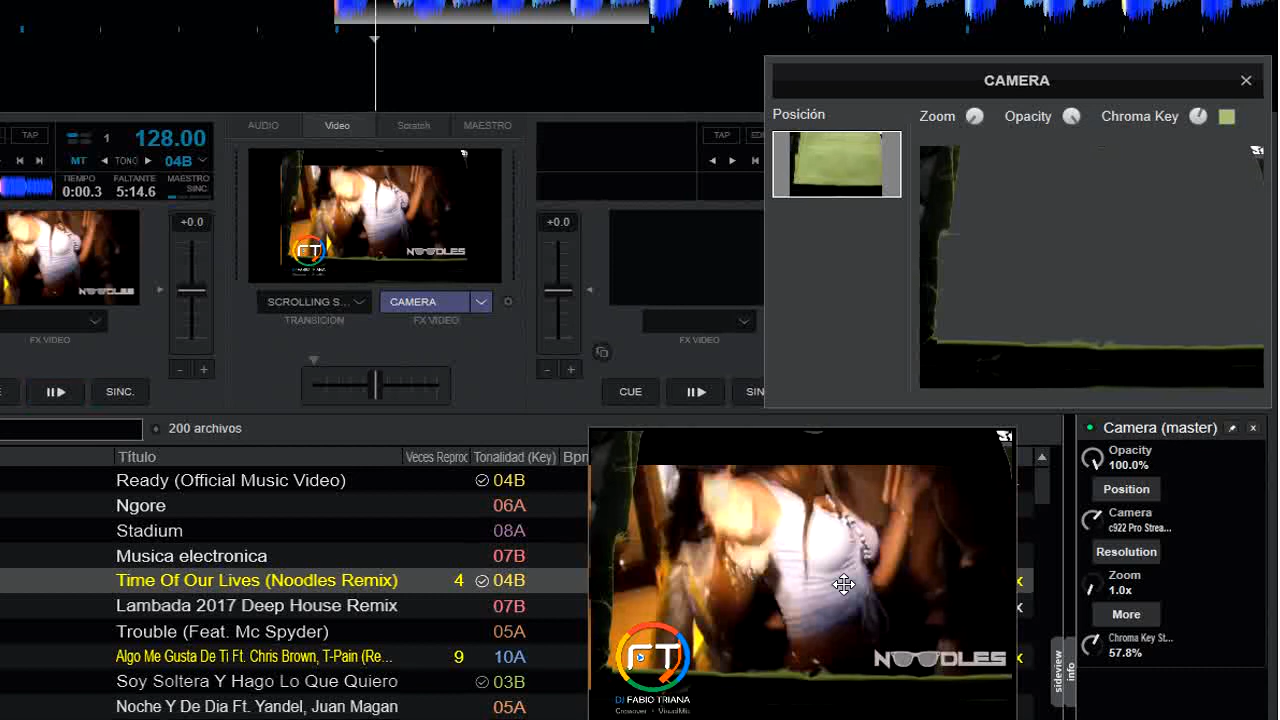 CAMERA
Posición
Zoom
Opacity
Chroma Key
TAP
1
128.00
MT
TONO
04B
TIEMPO
FALTANTE
MAESTRO
0:00.3
5:14.6
SINC
AUDIO
Video
Scratch
MAESTRO
TAP
+0.0
+0.0
FT
NOODLES
NOODLES
SCROLLING S...
CAMERA
TRANSICION
FX VIDEO
FX VIDEO
FX VIDEO
- +
- +
SINC.
CUE
200 archivos
Camera (master)
Opacity
100.0%
Position
Camera
c922 Pro Strea...
Resolution
Zoom
1.0x
More
Chroma Key St...
57.8%
Título
Veces Reproc
Tonalidad (Key)
Bpm
Ready (Official Music Video)
04B
Ngore
06A
Stadium
08A
Musica electronica
07B
Time Of Our Lives (Noodles Remix)
4
04B
Lambada 2017 Deep House Remix
07B
Trouble (Feat. Mc Spyder)
05A
Algo Me Gusta De Ti Ft. Chris Brown, T-Pain (Re...
9
10A
Soy Soltera Y Hago Lo Que Quiero
03B
Noche Y De Dia Ft. Yandel, Juan Magan
05A
FT
DJ FABIO TRIANA
NOODLES
sideview
info